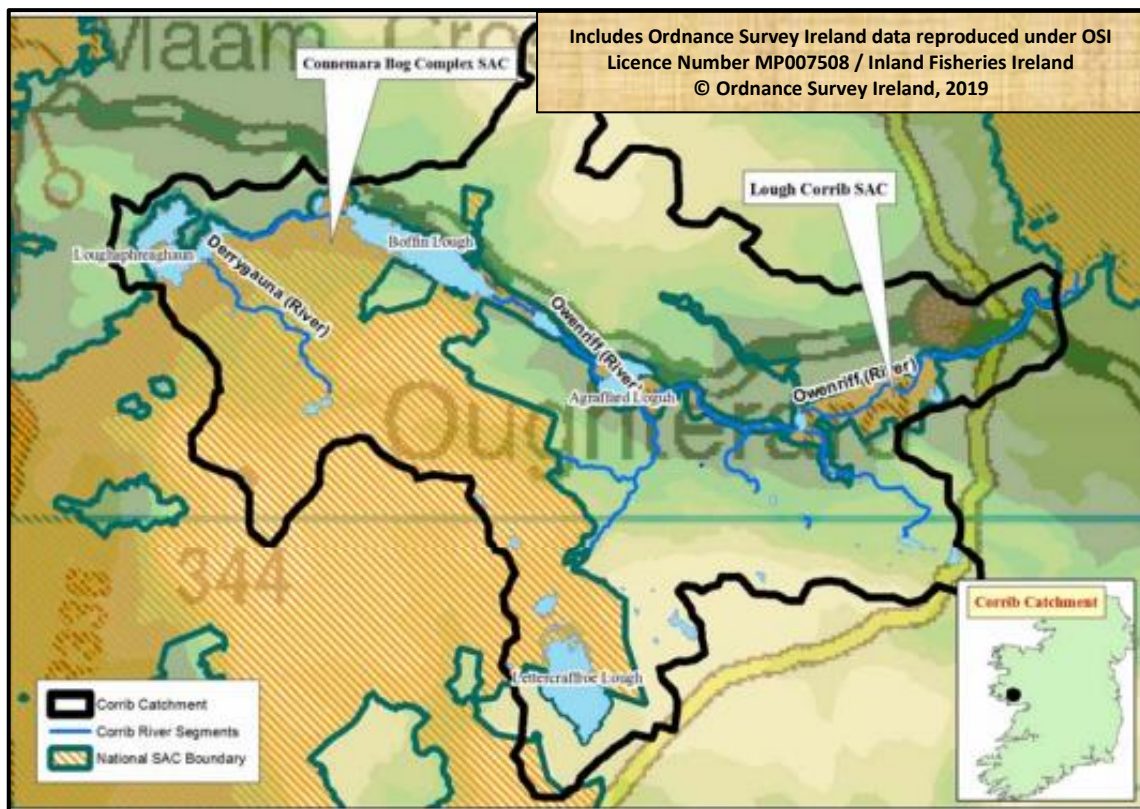 Maam Cros
Includes Ordnance Survey Ireland data reproduced under OSI
Licence Number MP007508 / Inland Fisheries Ireland
© Ordnance Survey Ireland, 2019
Connemara Bog Complex SAC
Lough Corrib SAC
Loughaphreaghaun
Derrygauna (River)
Boffin Lough
Owenriff (River)
Agraffard Loguh
Owenriff (River)
Oughterard
344
Lettercraffroe Lough
Corrib Catchment
Corrib River Segments
National SAC Boundary
Corrib Catchment